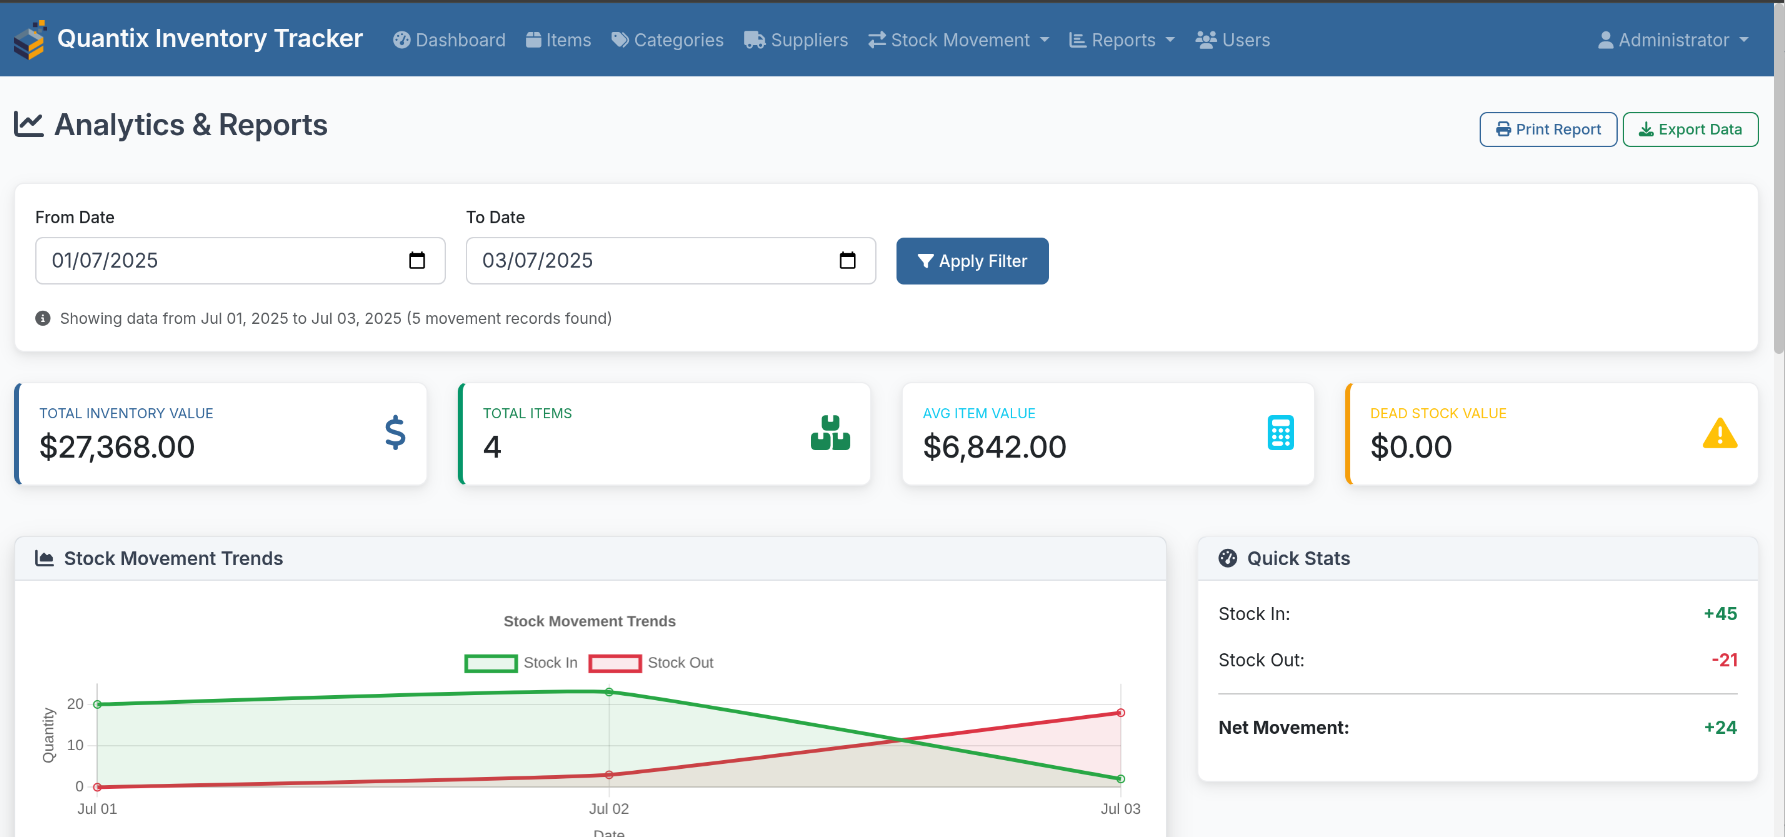 Quantix Inventory Tracker
Dashboard
Items
Categories
Suppliers
Stock Movement
Reports
Users
Administrator
Analytics & Reports
Print Report
Export Data
From Date
To Date
01/07/2025
03/07/2025
Apply Filter
Showing data from Jul 01, 2025 to Jul 03, 2025 (5 movement records found)
TOTAL INVENTORY VALUE
$27,368.00
TOTAL ITEMS
4
AVG ITEM VALUE
$6,842.00
DEAD STOCK VALUE
$0.00
Stock Movement Trends
Stock Movement Trends
Stock In
Stock Out
Quantity
20
10
0
Jul 01
Jul 02
Jul 03
Date
Quick Stats
Stock In: +45
Stock Out: -21
Net Movement: +24